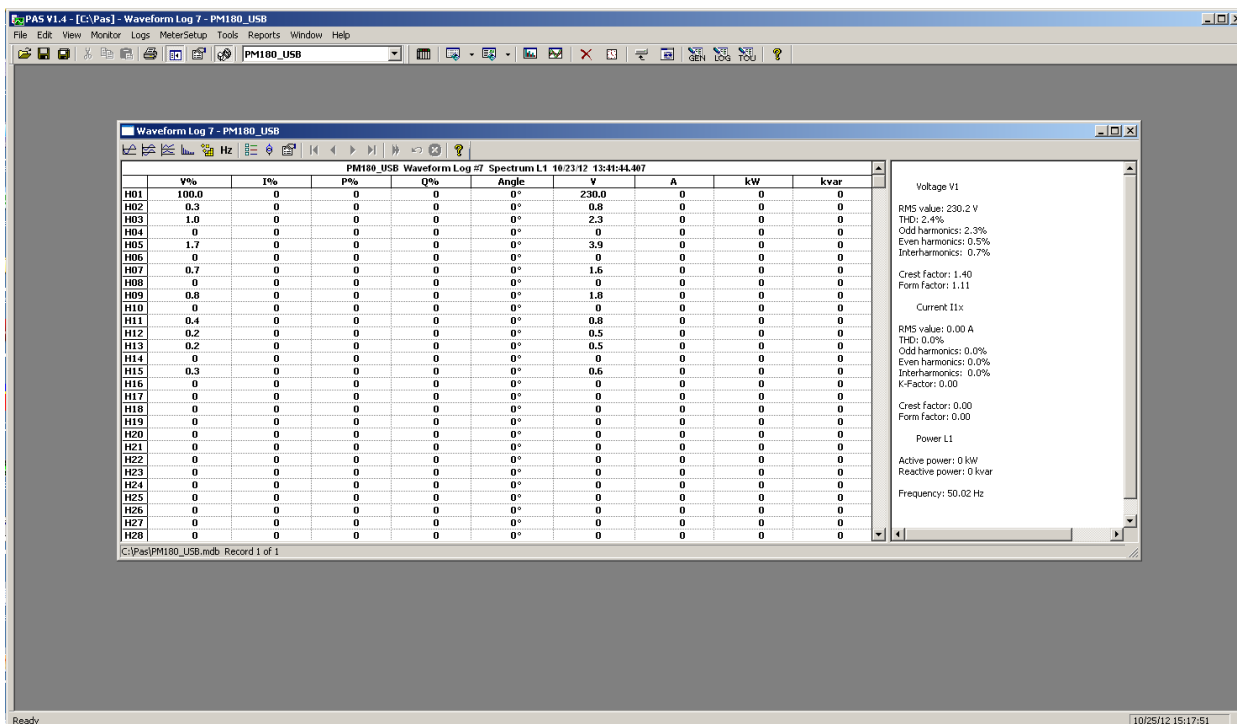 PAS V1.4 - [C:\Pas] - Waveform Log 7 - PM180_USB
File Edit View Monitor Logs MeterSetup Tools Reports Window Help
PM180_USB GEN LOG TOU
Waveform Log 7 - PM180_USB
Hz
PM180_USB Waveform Log #7 Spectrum L1 10/23/12 13:41:44.407
V% I% P% Q% Angle V A kW kvar
H01 100.0 0 0 0 0° 230.0 0 0 0
H02 0.3 0 0 0 0° 0.8 0 0 0
H03 1.0 0 0 0 0° 2.3 0 0 0
H04 0 0 0 0 0° 0 0 0 0
H05 1.7 0 0 0 0° 3.9 0 0 0
H06 0 0 0 0 0° 0 0 0 0
H07 0.7 0 0 0 0° 1.6 0 0 0
H08 0 0 0 0 0° 0 0 0 0
H09 0.8 0 0 0 0° 1.8 0 0 0
H10 0 0 0 0 0° 0 0 0 0
H11 0.4 0 0 0 0° 0.8 0 0 0
H12 0.2 0 0 0 0° 0.5 0 0 0
H13 0.2 0 0 0 0° 0.5 0 0 0
H14 0 0 0 0 0° 0 0 0 0
H15 0.3 0 0 0 0° 0.6 0 0 0
H16 0 0 0 0 0° 0 0 0 0
H17 0 0 0 0 0° 0 0 0 0
H18 0 0 0 0 0° 0 0 0 0
H19 0 0 0 0 0° 0 0 0 0
H20 0 0 0 0 0° 0 0 0 0
H21 0 0 0 0 0° 0 0 0 0
H22 0 0 0 0 0° 0 0 0 0
H23 0 0 0 0 0° 0 0 0 0
H24 0 0 0 0 0° 0 0 0 0
H25 0 0 0 0 0° 0 0 0 0
H26 0 0 0 0 0° 0 0 0 0
H27 0 0 0 0 0° 0 0 0 0
H28 0 0 0 0 0° 0 0 0 0
Voltage V1
RMS value: 230.2 V
THD: 2.4%
Odd harmonics: 2.3%
Even harmonics: 0.5%
Interharmonics: 0.7%
Crest factor: 1.40
Form factor: 1.11
Current I1x
RMS value: 0.00 A
THD: 0.0%
Odd harmonics: 0.0%
Even harmonics: 0.0%
Interharmonics: 0.0%
K-Factor: 0.00
Crest factor: 0.00
Form factor: 0.00
Power L1
Active power: 0 kW
Reactive power: 0 kvar
Frequency: 50.02 Hz
C:\Pas\PM180_USB.mdb Record 1 of 1
Ready 10/25/12 15:17:51